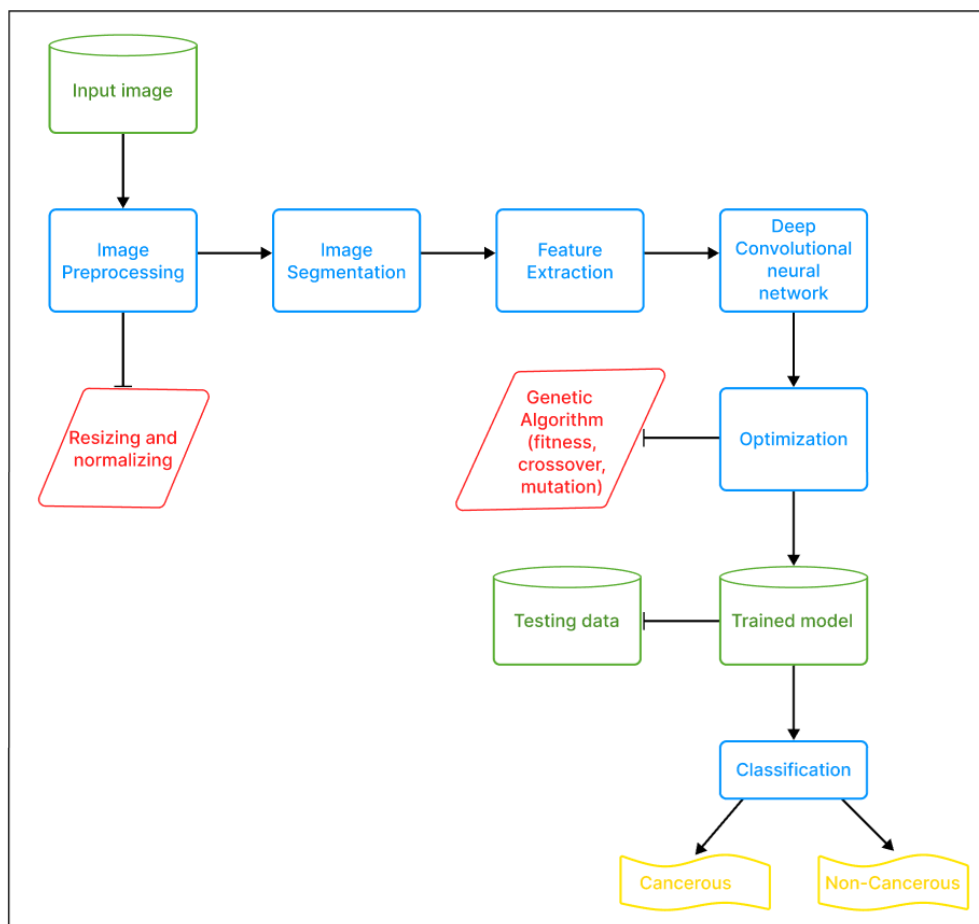 Input image
Image
Preprocessing
Image
Segmentation
Feature
Extraction
Deep
Convolutional
neural
network
Resizing and
normalizing
Genetic
Algorithm
(fitness,
crossover,
mutation)
Optimization
Testing data
Trained model
Classification
Cancerous
Non-Cancerous